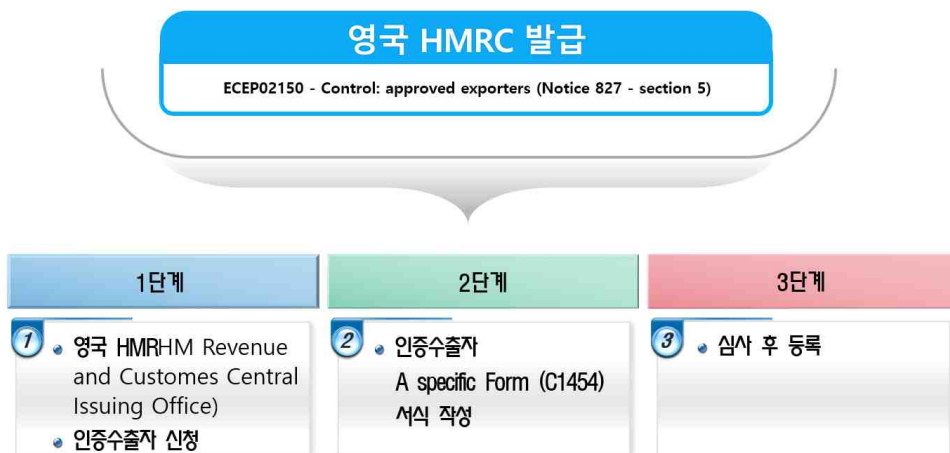 영국 HMRC 발급
ECEP02150 - Control: approved exporters (Notice 827 - section 5)
1단계
2단계
3단계
1
영국 HMRHM Revenue
and Customes Central
Issuing Office)
인증수출자 신청
2
인증수출자
A specific Form (C1454)
서식 작성
3
심사 후 등록